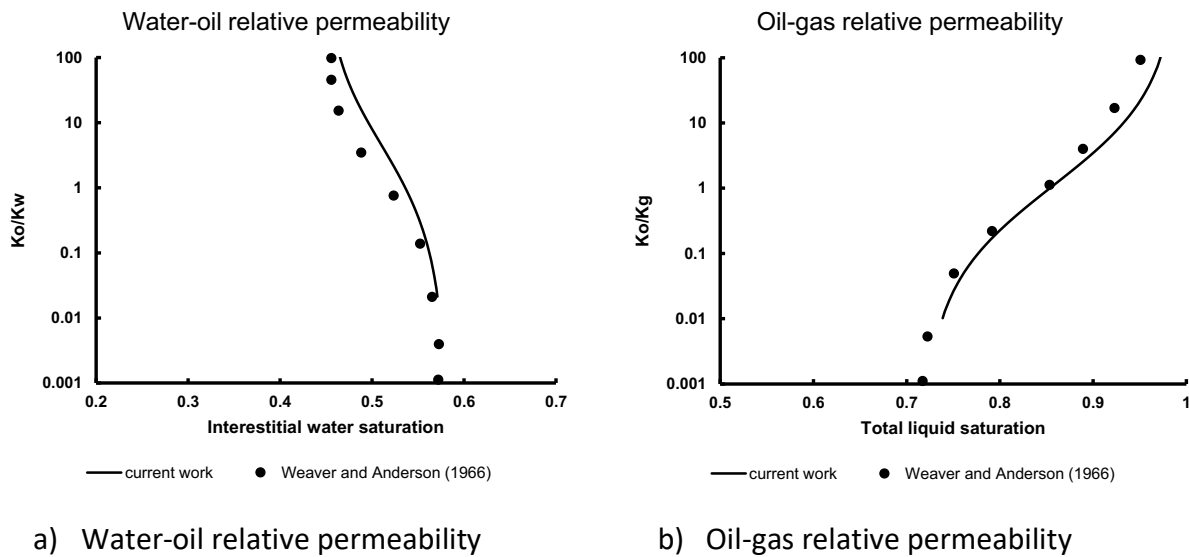 Water-oil relative permeability
100
10
1
0.1
0.01
0.001
Ko/Kw
0.2 0.3 0.4 0.5 0.6 0.7
Interestitial water saturation
current work Weaver and Anderson (1966)
a) Water-oil relative permeability
Oil-gas relative permeability
100
10
1
0.1
0.01
0.001
Ko/Kg
0.5 0.6 0.7 0.8 0.9 1
Total liquid saturation
current work Weaver and Anderson (1966)
b) Oil-gas relative permeability